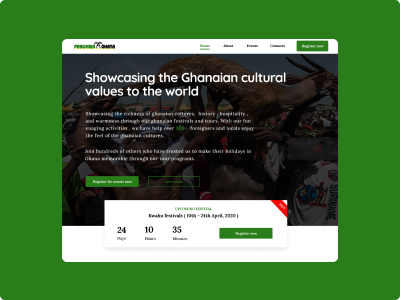 FESTIVALS GHANA
Home About Events Contacts Register now
Showcasing the Ghanaian cultural
values to the world
Showcasing the richness of ghanaian cultures, history, hospitality ,
and warmness through our ghanaian festivals and tours. With our fun
enaging activities , we have help over 200+ foreigners and locals enjoy
the feel of the ghanaian cultures.
Join hundreds of others who have trusted us to make their holidays in
Ghana memorable through our tour programs.
Register for events now
UPCOMING FESTIVAL
Kwahu festivals | 10th - 24th April, 2020 |
24 10 35
Days Hours Minutes
Register now